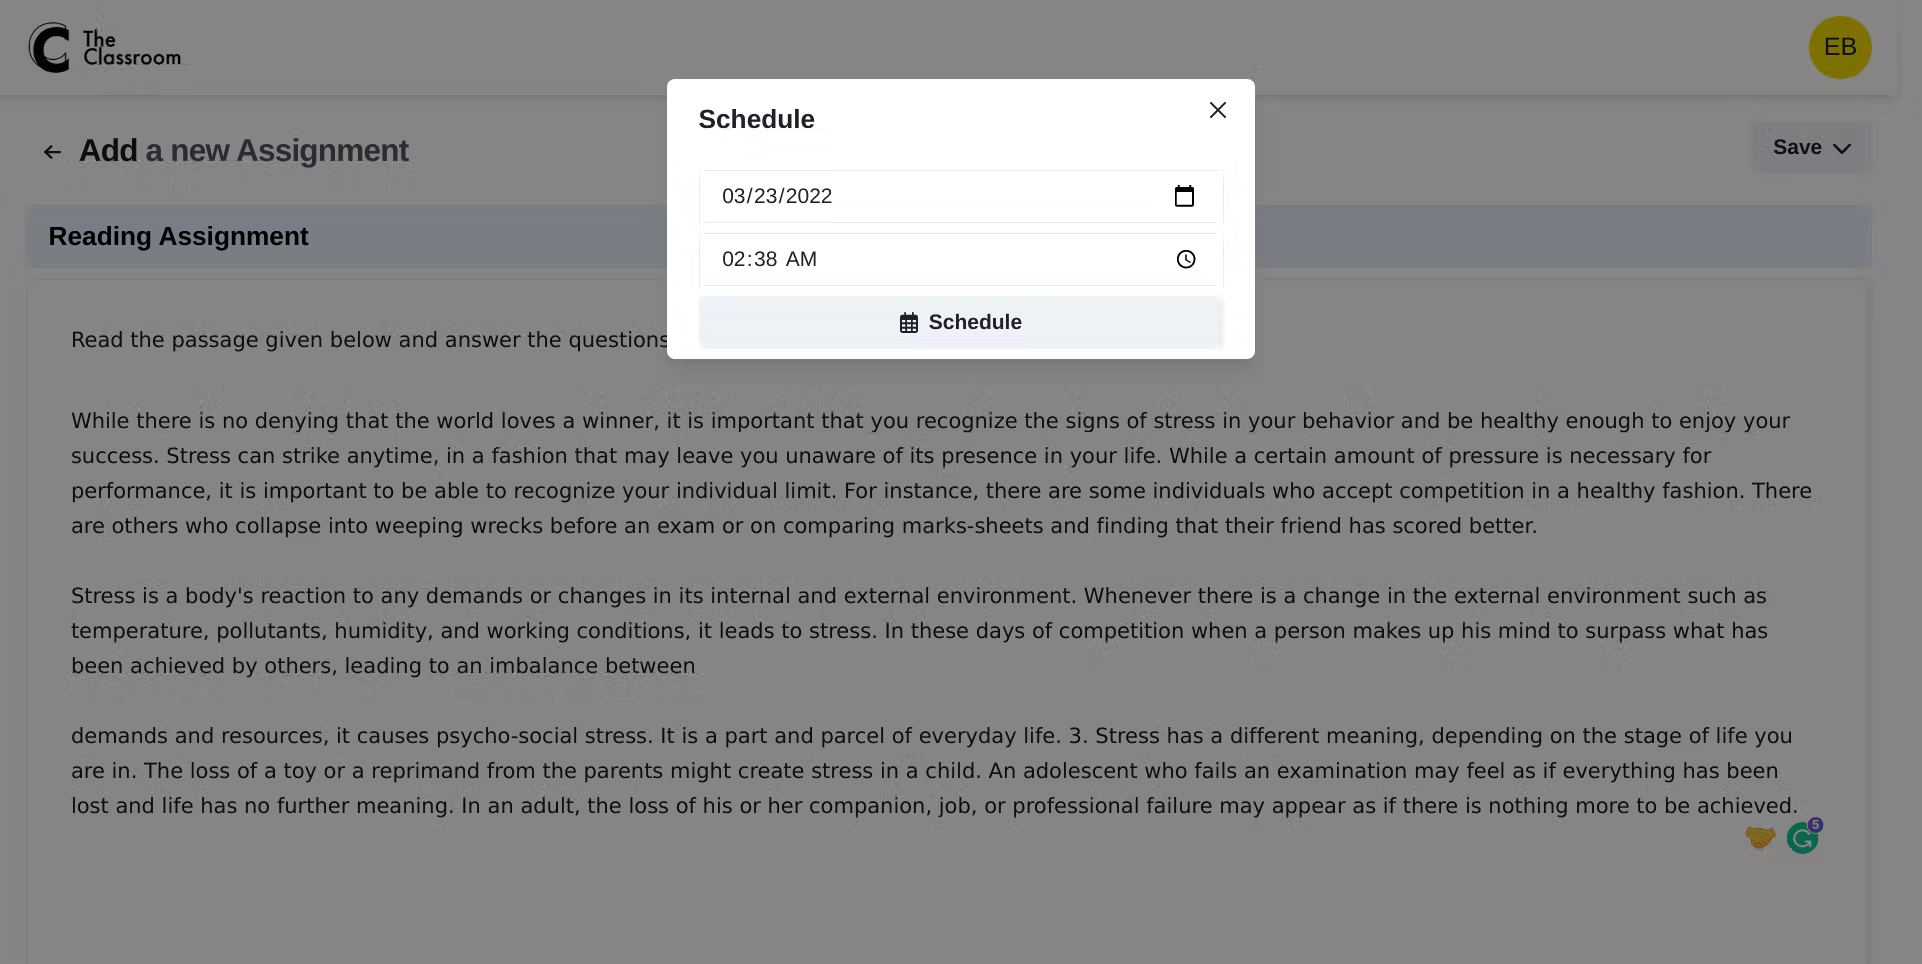 The
Classroom
EB
Add a new Assignment
Save
Schedule
03/23/2022
02:38 AM
Schedule
Reading Assignment
Read the passage given below and answer the questions
While there is no denying that the world loves a winner, it is important that you recognize the signs of stress in your behavior and be healthy enough to enjoy your
success. Stress can strike anytime, in a fashion that may leave you unaware of its presence in your life. While a certain amount of pressure is necessary for
performance, it is important to be able to recognize your individual limit. For instance, there are some individuals who accept competition in a healthy fashion. There
are others who collapse into weeping wrecks before an exam or on comparing marks-sheets and finding that their friend has scored better.
Stress is a body's reaction to any demands or changes in its internal and external environment. Whenever there is a change in the external environment such as
temperature, pollutants, humidity, and working conditions, it leads to stress. In these days of competition when a person makes up his mind to surpass what has
been achieved by others, leading to an imbalance between
demands and resources, it causes psycho-social stress. It is a part and parcel of everyday life. 3. Stress has a different meaning, depending on the stage of life you
are in. The loss of a toy or a reprimand from the parents might create stress in a child. An adolescent who fails an examination may feel as if everything has been
lost and life has no further meaning. In an adult, the loss of his or her companion, job, or professional failure may appear as if there is nothing more to be achieved.
5